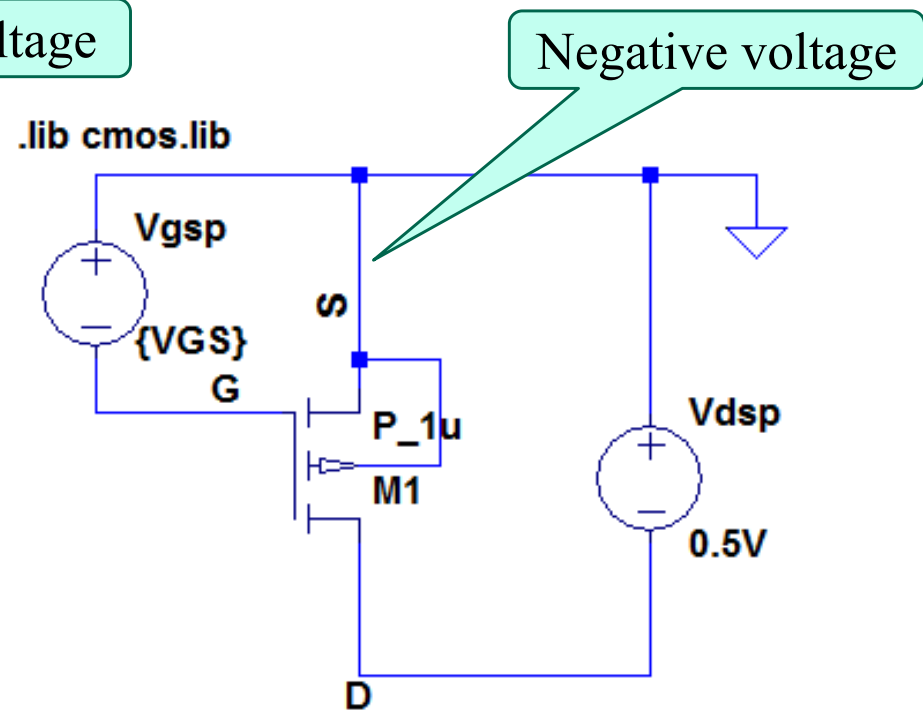 ltage
Negative voltage
.lib cmos.lib
Vgsp
S
{VGS}
G
P_1u
Vdsp
M1
0.5V
D